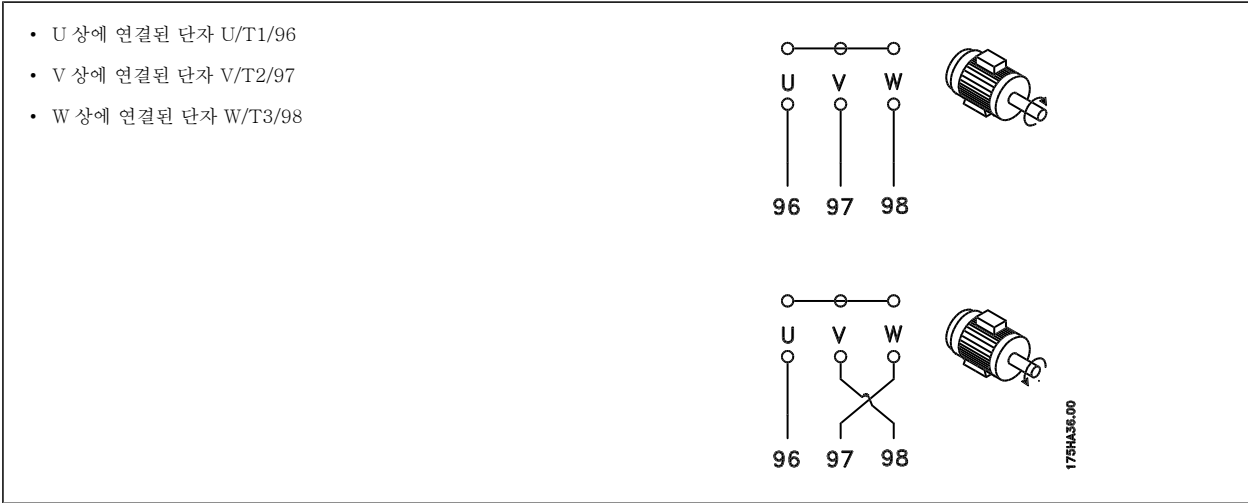 • U 상에 연결된 단자 U/T1/96
• V 상에 연결된 단자 V/T2/97
• W 상에 연결된 단자 W/T3/98
U V W
96 97 98
U V W
96 97 98
175HA36.00